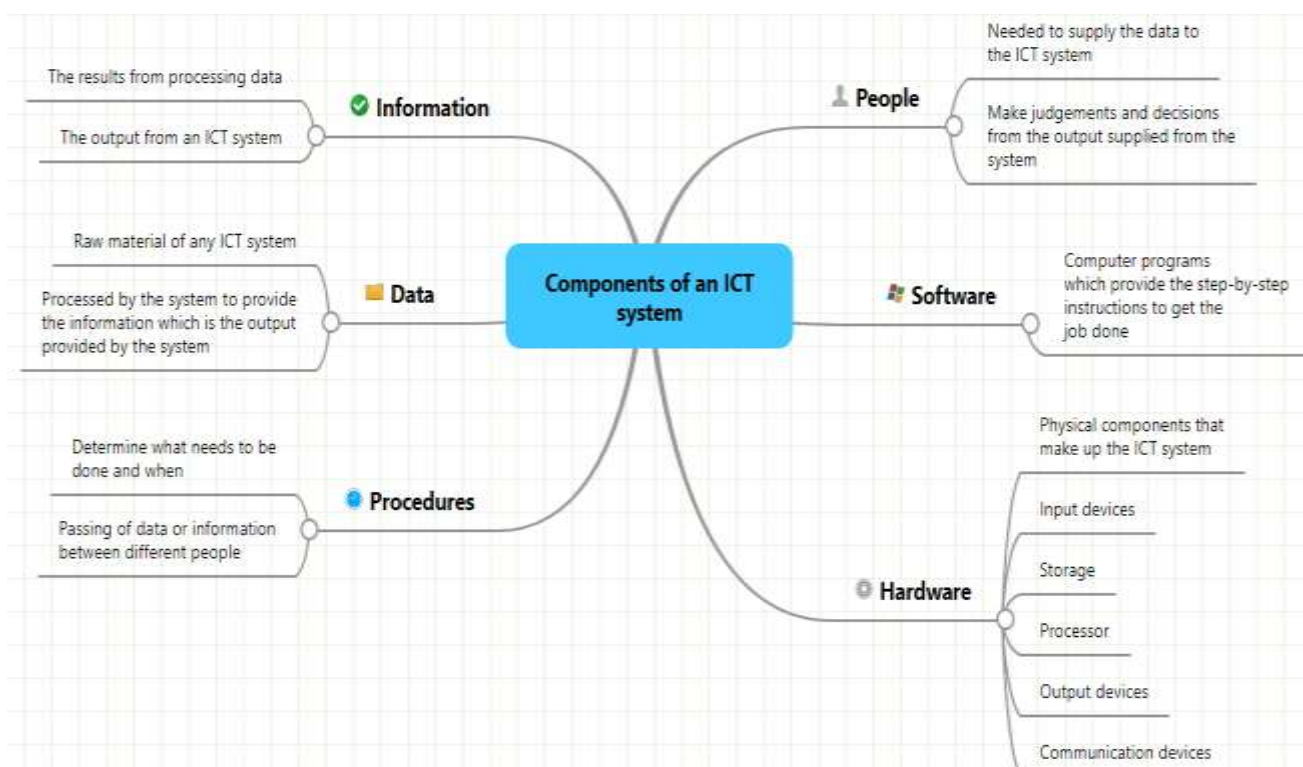 Components of an ICT
system
People
Needed to supply the data to
the ICT system
Make judgements and decisions
from the output supplied from the
system
Software
Computer programs
which provide the step-by-step
instructions to get the
job done
Hardware
Physical components that
make up the ICT system
Input devices
Storage
Processor
Output devices
Communication devices
Information
The results from processing data
The output from an ICT system
Data
Raw material of any ICT system
Processed by the system to provide
the information which is the output
provided by the system
Procedures
Determine what needs to be
done and when
Passing of data or information
between different people